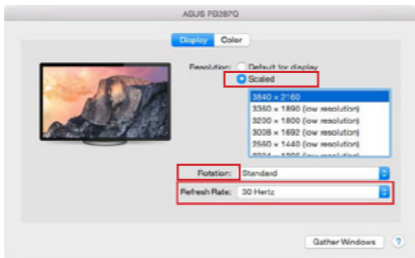 ASUS PB287Q
Display Color
Resolution: Default for display
Scaled
3840 × 2160
3360 × 1890 (low resolution)
3200 × 1800 (low resolution)
3008 × 1692 (low resolution)
2560 × 1440 (low resolution)
Rotation: Standard
Refresh Rate: 30 Hertz
Gather Windows ?